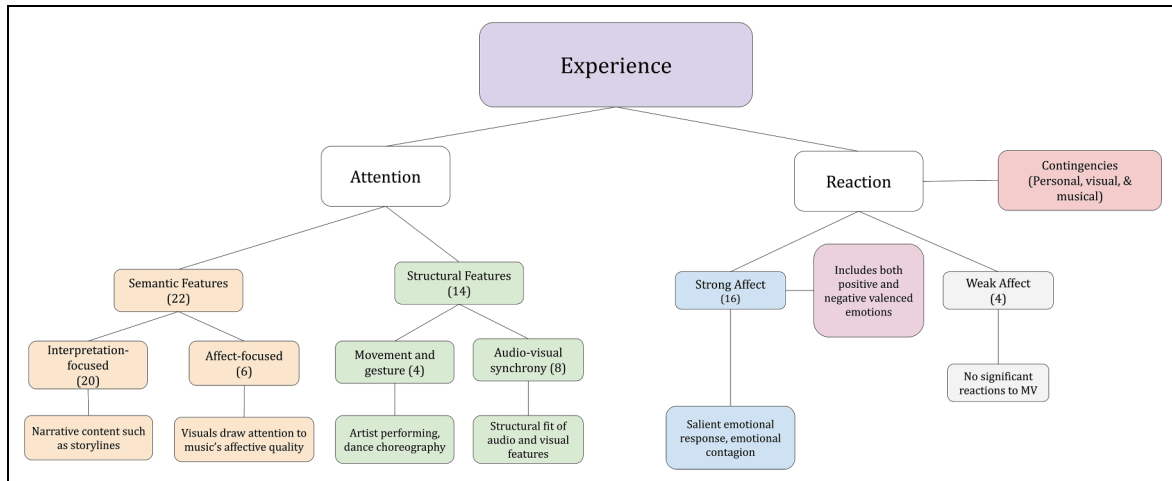 Experience
Attention
Reaction
Contingencies
(Personal, visual, &
musical)
Semantic Features
(22)
Structural Features
(14)
Strong Affect
(16)
Includes both
positive and
negative valenced
emotions
Weak Affect
(4)
Interpretation-
focused
(20)
Affect-focused
(6)
Movement and
gesture (4)
Audio-visual
synchrony (8)
No significant
reactions to MV
Narrative content such
as storylines
Visuals draw attention to
music's affective quality
Artist performing,
dance choreography
Structural fit of
audio and visual
features
Salient emotional
response, emotional
contagion